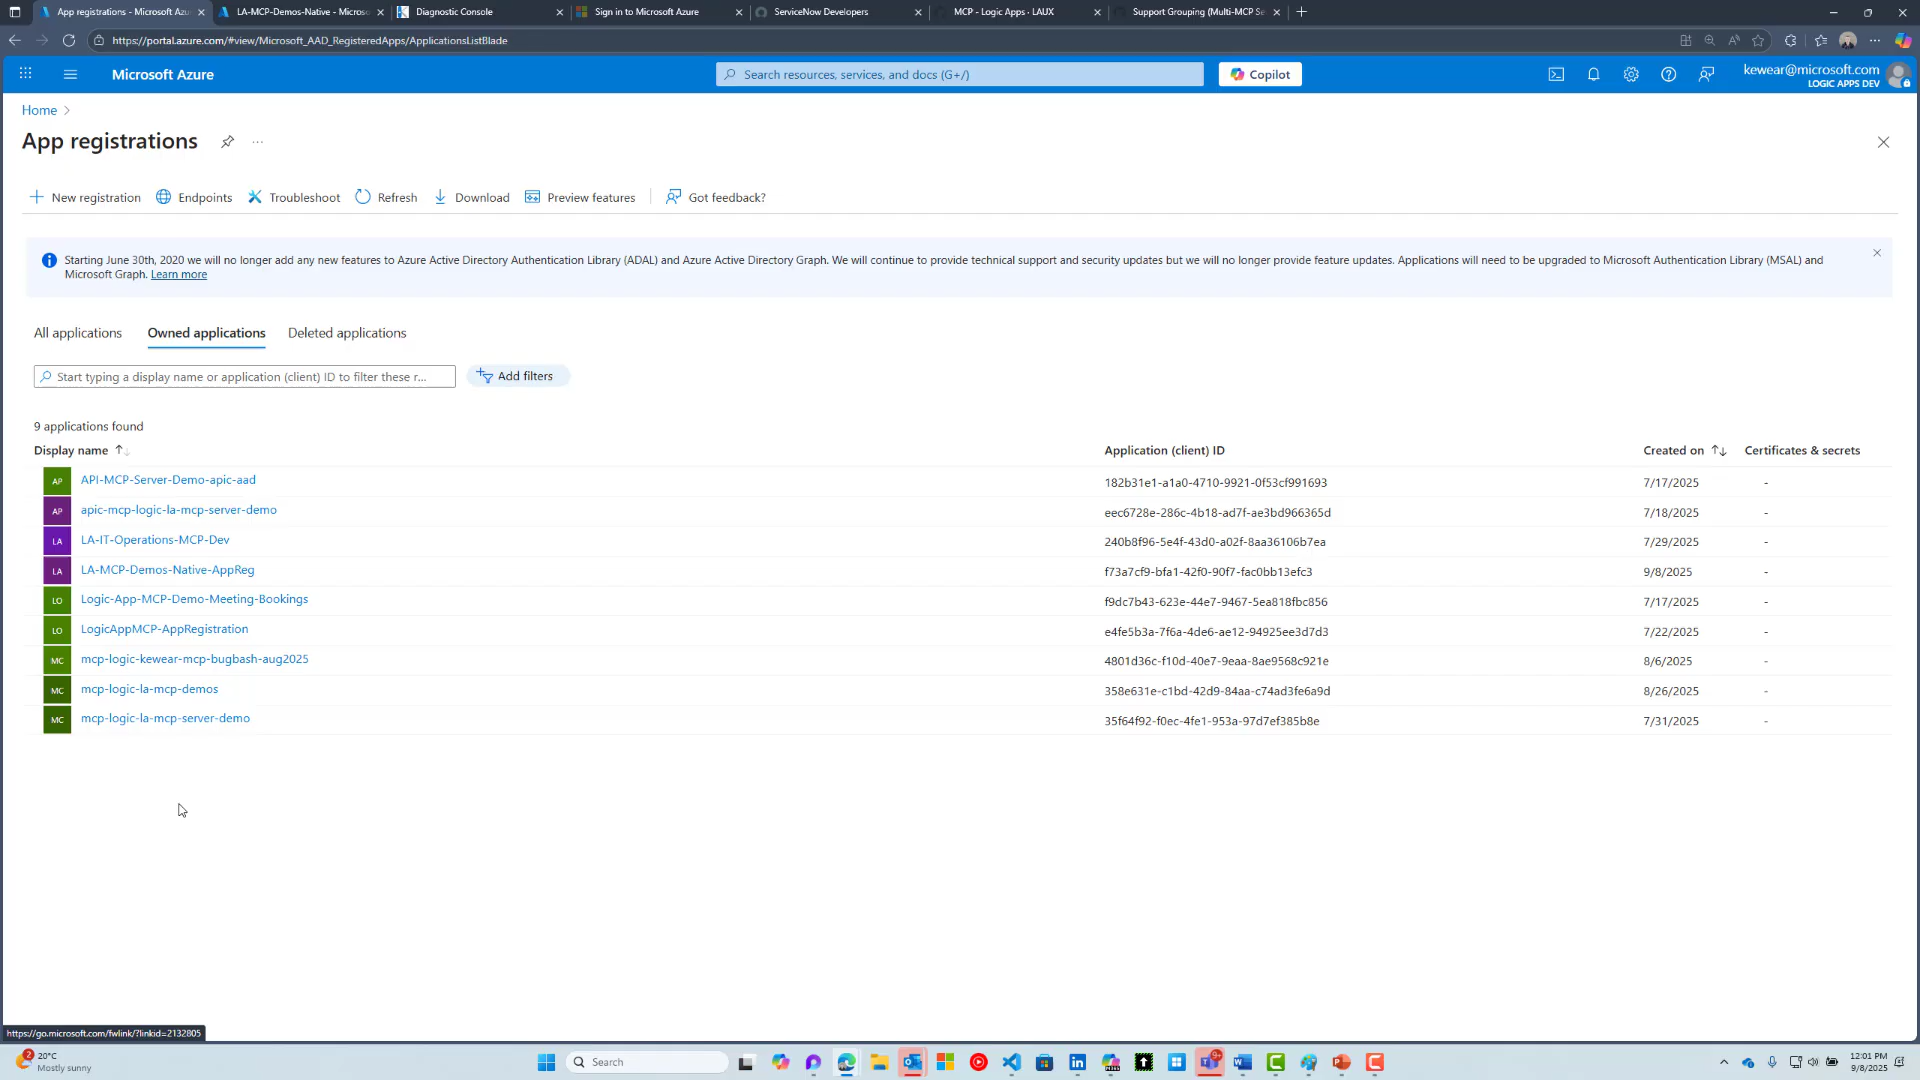 App registrations - Microsoft Azu
LA-MCP-Demos-Native - Micros
Diagnostic Console
Sign in to Microsoft Azure
ServiceNow Developers
MCP - Logic Apps · LAUX
Support Grouping (Multi-MCP Se
https://portal.azure.com/#view/Microsoft_AAD_RegisteredApps/ApplicationsListBlade
Microsoft Azure
Search resources, services, and docs (G+/)
Copilot
kewear@microsoft.com
LOGIC APPS DEV
Home
App registrations
New registration
Endpoints
Troubleshoot
Refresh
Download
Preview features
Got feedback?
Starting June 30th, 2020 we will no longer add any new features to Azure Active Directory Authentication Library (ADAL) and Azure Active Directory Graph. We will continue to provide technical support and security updates but we will no longer provide feature updates. Applications will need to be upgraded to Microsoft Authentication Library (MSAL) and
Microsoft Graph. Learn more
All applications
Owned applications
Deleted applications
Start typing a display name or application (client) ID to filter these r...
Add filters
9 applications found
Display name
Application (client) ID
Created on
Certificates & secrets
AP API-MCP-Server-Demo-apic-aad 182b31e1-a1a0-4710-9921-0f53cf991693 7/17/2025 -
AP apic-mcp-logic-la-mcp-server-demo eec6728e-286c-4b18-ad7f-ae3bd966365d 7/18/2025 -
LA LA-IT-Operations-MCP-Dev 240b8f96-5e4f-43d0-a02f-8aa36106b7ea 7/29/2025 -
LA LA-MCP-Demos-Native-AppReg f73a7cf9-bfa1-42f0-90f7-fac0bb13efc3 9/8/2025 -
LO Logic-App-MCP-Demo-Meeting-Bookings f9dc7b43-623e-44e7-9467-5ea818fbc856 7/17/2025 -
LO LogicAppMCP-AppRegistration e4fe5b3a-7f6a-4de6-ae12-94925ee3d7d3 7/22/2025 -
MC mcp-logic-kewear-mcp-bugbash-aug2025 4801d36c-f10d-40e7-9eaa-8ae9568c921e 8/6/2025 -
MC mcp-logic-la-mcp-demos 358e631e-c1bd-42d9-84aa-c74ad3fe6a9d 8/26/2025 -
MC mcp-logic-la-mcp-server-demo 35f64f92-f0ec-4fe1-953a-97d7ef385b8e 7/31/2025 -
https://go.microsoft.com/fwlink/?linkid=2132805
2
20°C
Mostly sunny
Search
9+
12:01 PM
9/8/2025